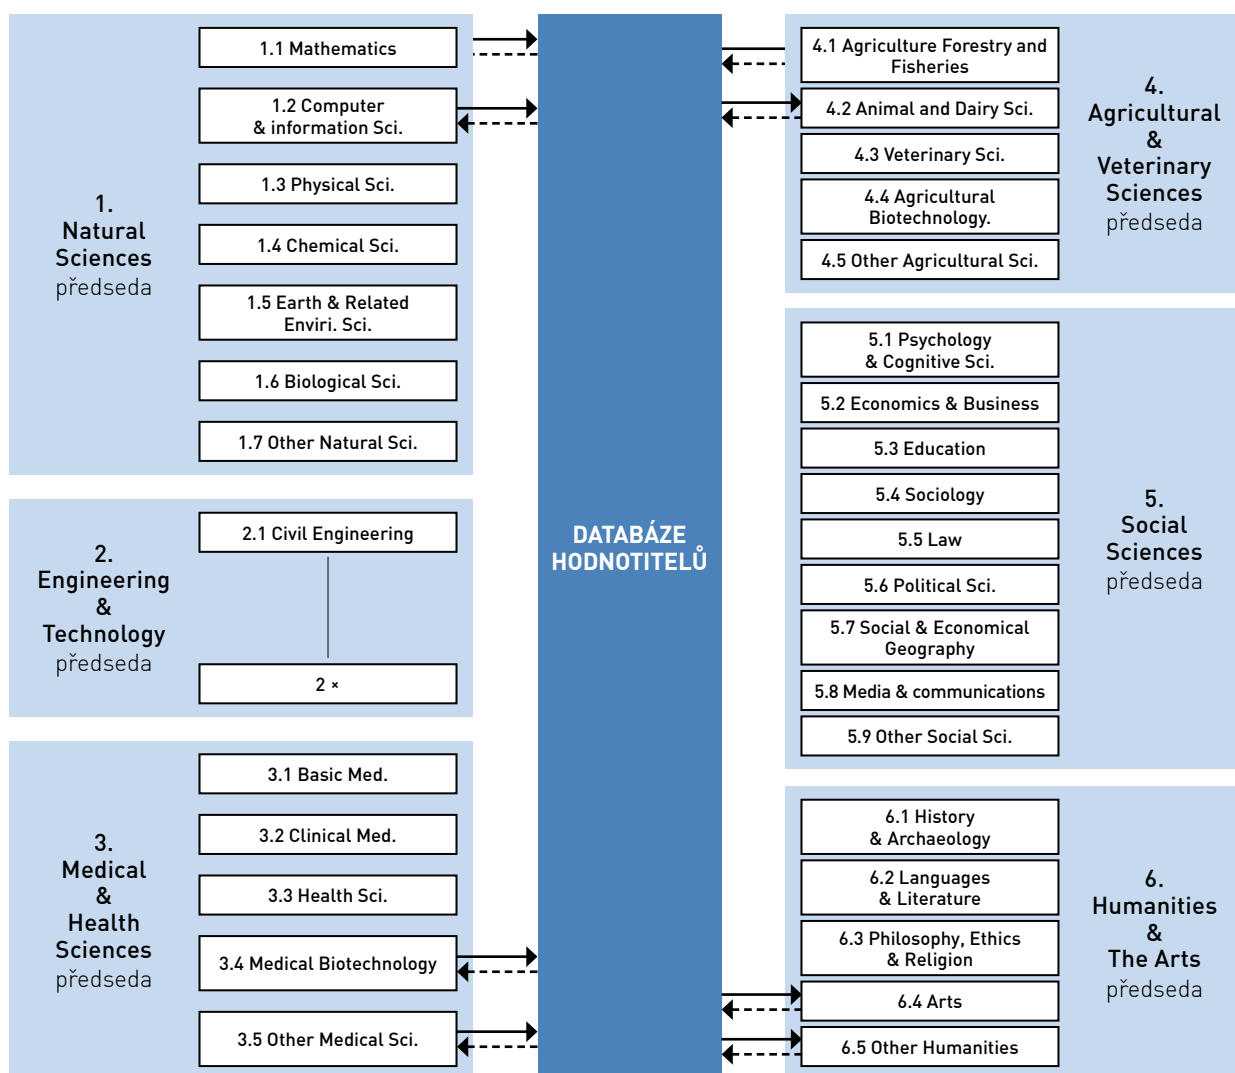 1.
Natural
Sciences
předseda
1.1 Mathematics
1.2 Computer
& information Sci.
1.3 Physical Sci.
1.4 Chemical Sci.
1.5 Earth & Related
Enviri. Sci.
1.6 Biological Sci.
1.7 Other Natural Sci.
2.
Engineering
&
Technology
předseda
2.1 Civil Engineering
2 ×
3.
Medical
&
Health
Sciences
předseda
3.1 Basic Med.
3.2 Clinical Med.
3.3 Health Sci.
3.4 Medical Biotechnology
3.5 Other Medical Sci.
DATABÁZE
HODNOTITELŮ
4.1 Agriculture Forestry and
Fisheries
4.2 Animal and Dairy Sci.
4.3 Veterinary Sci.
4.4 Agricultural
Biotechnology.
4.5 Other Agricultural Sci.
4.
Agricultural
&
Veterinary
Sciences
předseda
5.1 Psychology
& Cognitive Sci.
5.2 Economics & Business
5.3 Education
5.4 Sociology
5.5 Law
5.6 Political Sci.
5.7 Social & Economical
Geography
5.8 Media & communications
5.9 Other Social Sci.
5.
Social
Sciences
předseda
6.1 History
& Archaeology
6.2 Languages
& Literature
6.3 Philosophy, Ethics
& Religion
6.4 Arts
6.5 Other Humanities
6.
Humanities
&
The Arts
předseda